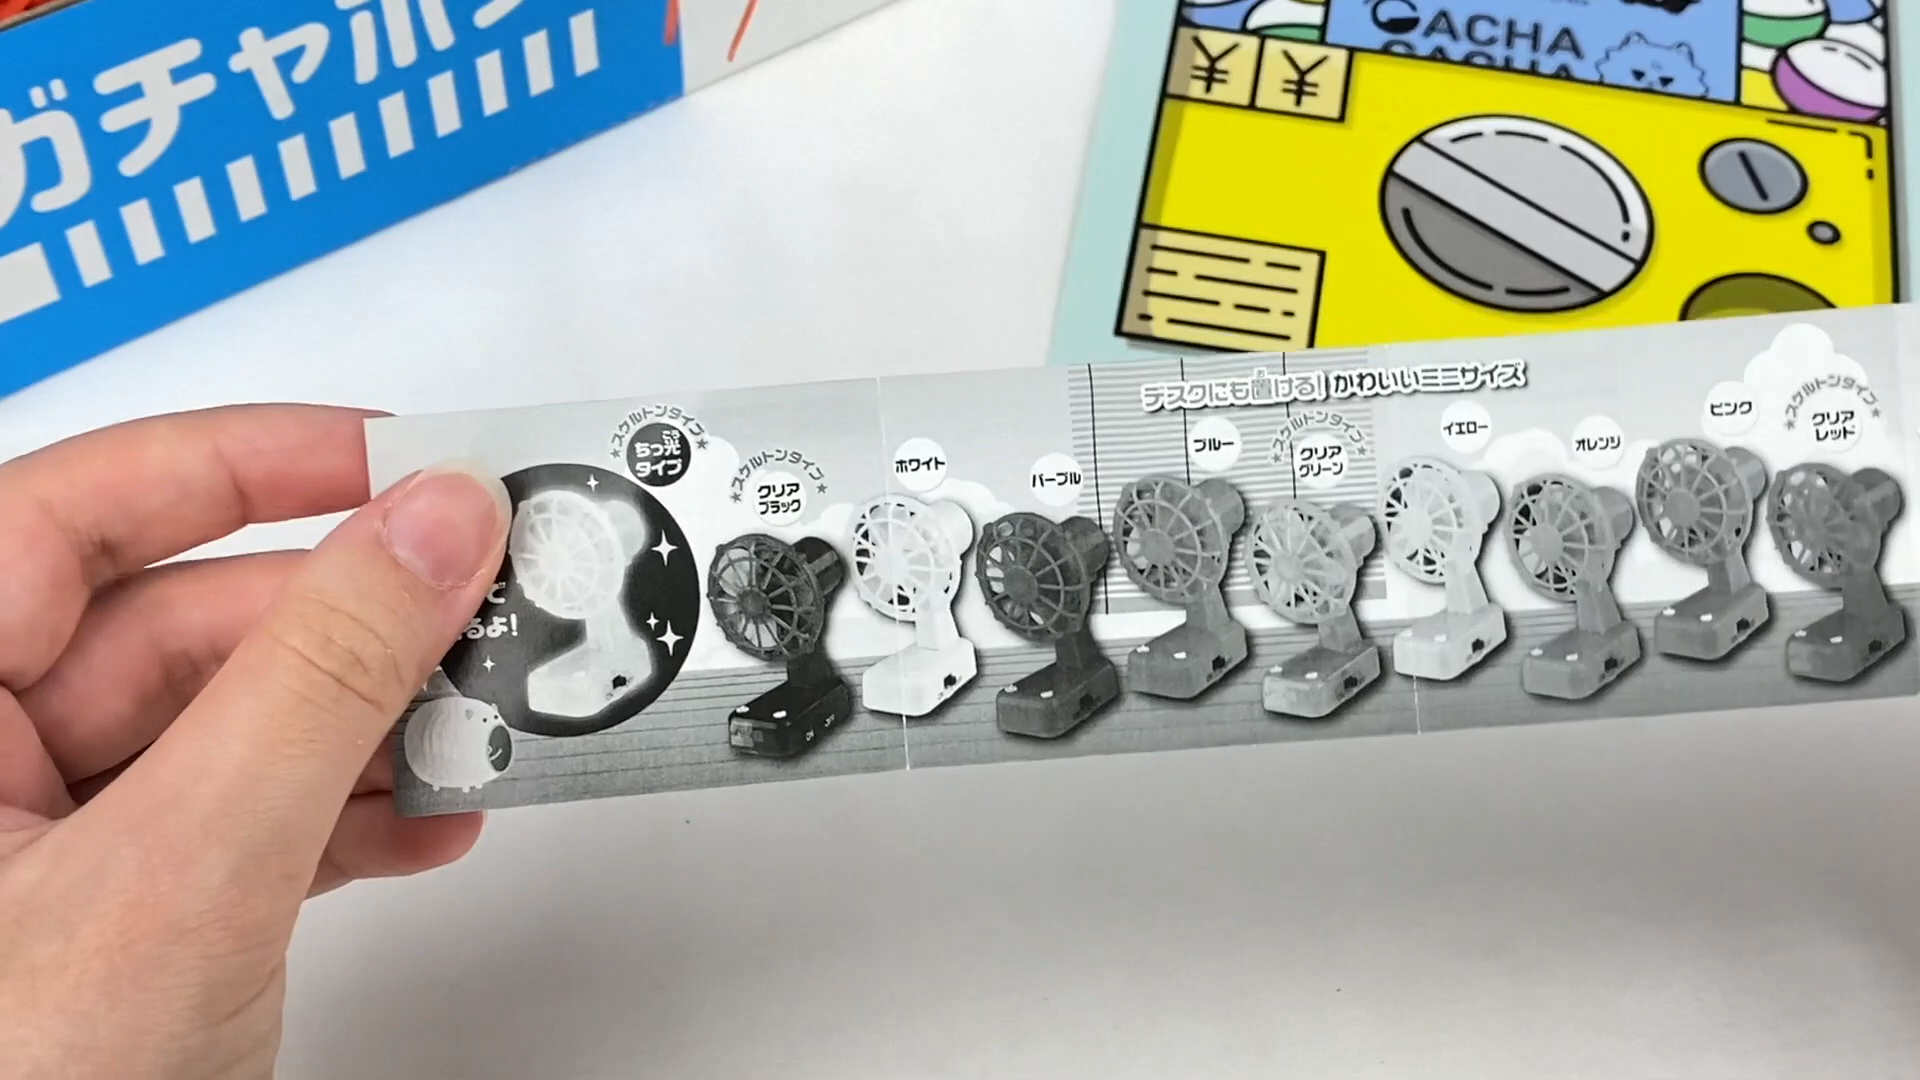 ガチャポ
GACHA
GACHA
¥ ¥
デスクにも置ける!かわいいミニサイズ
スケルトンタイプ
ちっ光
タイプ
るよ!
スケルトンタイプ
クリア
ブラック
ホワイト
パープル
ブルー
スケルトンタイプ
クリア
グリーン
イエロー
オレンジ
ピンク
スケルトンタイプ
クリア
レッド